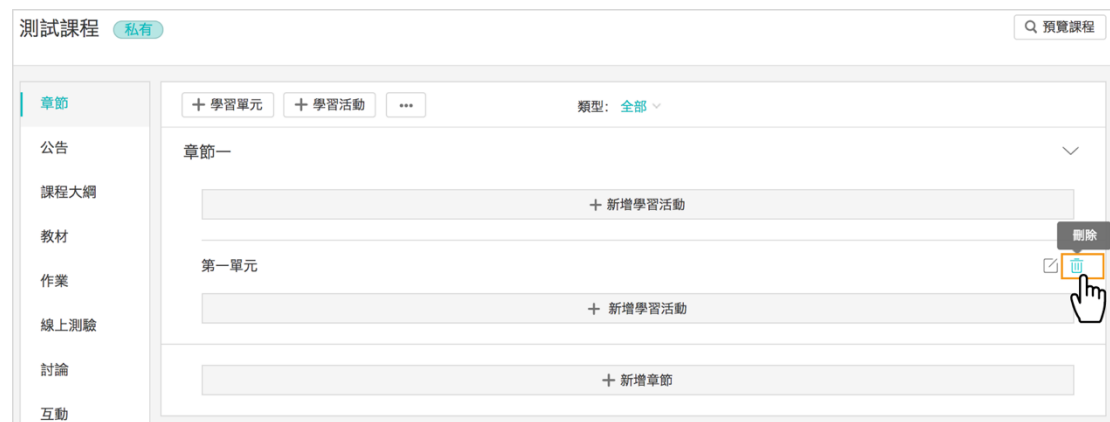 測試課程 私有
預覽課程
章節
公告
課程大綱
教材
作業
線上測驗
討論
互動
+ 學習單元 + 學習活動 ••• 類型: 全部
章節一
+ 新增學習活動
刪除
第一單元
+ 新增學習活動
+ 新增章節